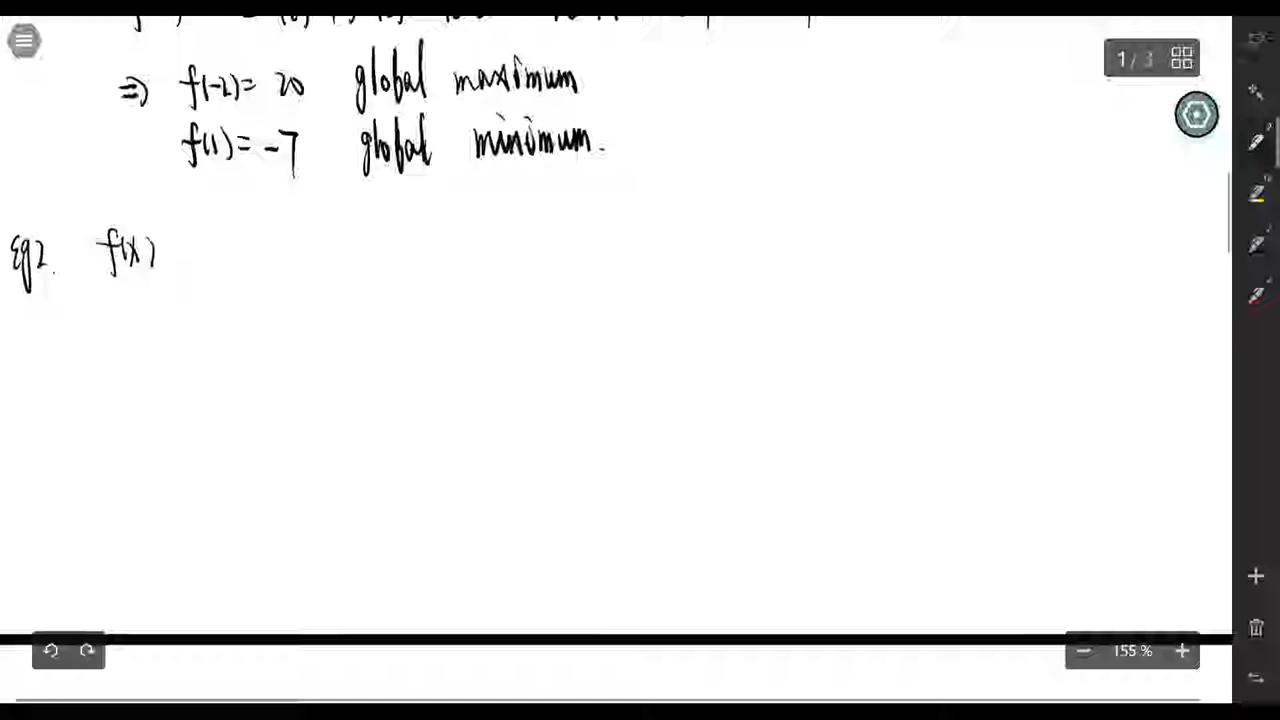 1 / 3
⇒ f(-2) = 20 global maximum
f(1) = -7 global minimum.
Eg2. f(x)
155 %